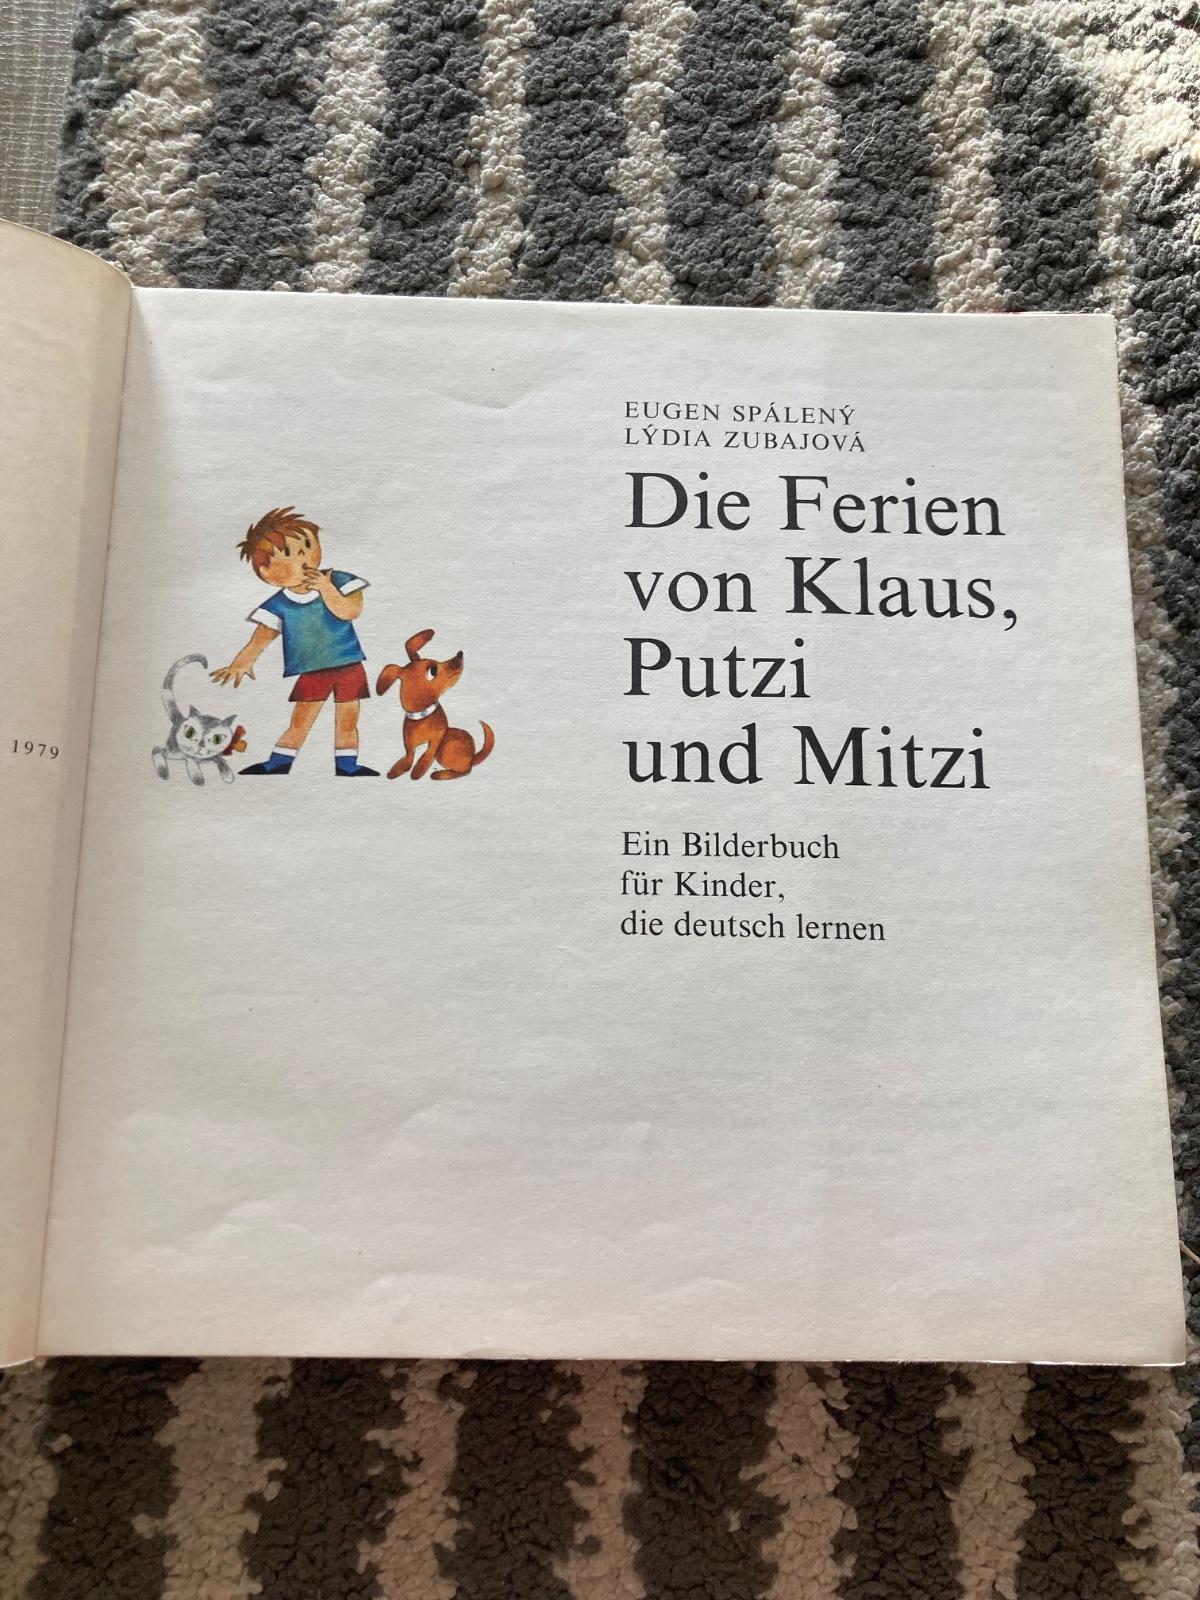 1979
EUGEN SPÁLENÝ
LÝDIA ZUBAJOVÁ
Die Ferien
von Klaus,
Putzi
und Mitzi
Ein Bilderbuch
für Kinder,
die deutsch lernen